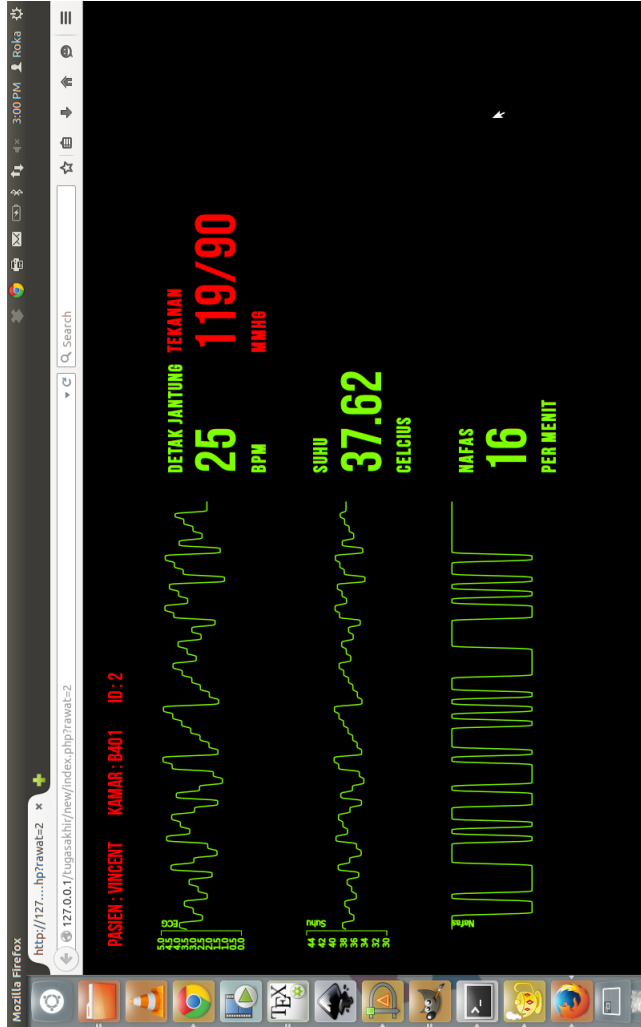 Mozilla Firefox
3:00 PM Roka
http://127....hp?rawat=2
127.0.0.1/tugasakhir/new/index.php?rawat=2
Search
PASIEN : VINCENT KAMAR : B401 ID : 2
5.0
4.5
4.0
3.5
3.0
2.5
2.0
1.5
1.0
0.5
0.0
ECG
DETAK JANTUNG
25
BPM
TEKANAN
119/90
MMHG
44
42
40
38
36
34
32
30
Suhu
SUHU
37.62
CELCIUS
Nafas
NAFAS
16
PER MENIT
TEX